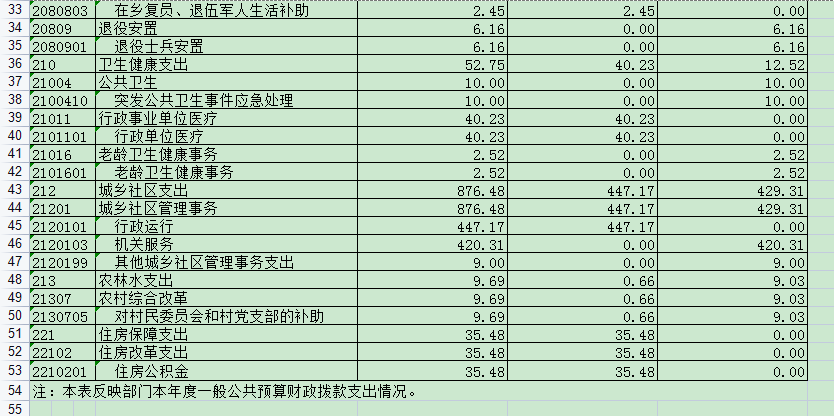 33 2080803 在乡复员、退伍军人生活补助 2.45 2.45 0.00
34 20809 退役安置 6.16 0.00 6.16
35 2080901 退役士兵安置 6.16 0.00 6.16
36 210 卫生健康支出 52.75 40.23 12.52
37 21004 公共卫生 10.00 0.00 10.00
38 2100410 突发公共卫生事件应急处理 10.00 0.00 10.00
39 21011 行政事业单位医疗 40.23 40.23 0.00
40 2101101 行政单位医疗 40.23 40.23 0.00
41 21016 老龄卫生健康事务 2.52 0.00 2.52
42 2101601 老龄卫生健康事务 2.52 0.00 2.52
43 212 城乡社区支出 876.48 447.17 429.31
44 21201 城乡社区管理事务 876.48 447.17 429.31
45 2120101 行政运行 447.17 447.17 0.00
46 2120103 机关服务 420.31 0.00 420.31
47 2120199 其他城乡社区管理事务支出 9.00 0.00 9.00
48 213 农林水支出 9.69 0.66 9.03
49 21307 农村综合改革 9.69 0.66 9.03
50 2130705 对村民委员会和村党支部的补助 9.69 0.66 9.03
51 221 住房保障支出 35.48 35.48 0.00
52 22102 住房改革支出 35.48 35.48 0.00
53 2210201 住房公积金 35.48 35.48 0.00
54 注：本表反映部门本年度一般公共预算财政拨款支出情况。
55